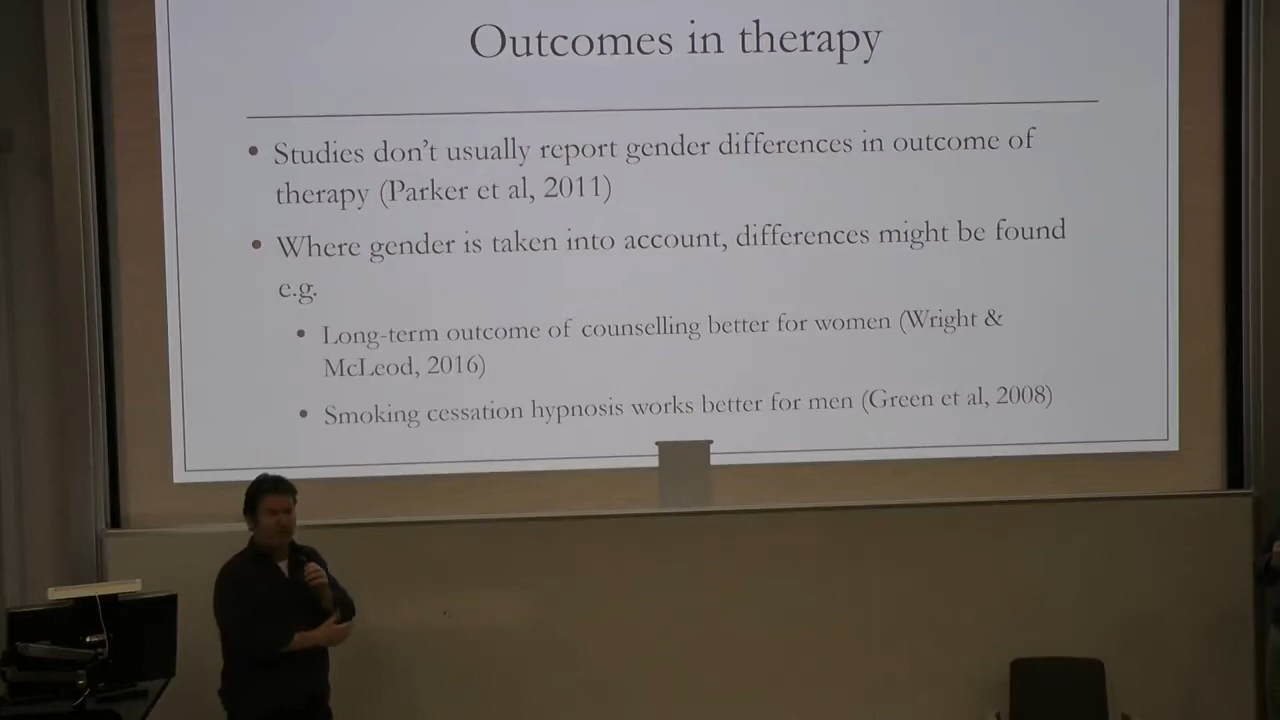 Outcomes in therapy
• Studies don't usually report gender differences in outcome of
therapy (Parker et al, 2011)
• Where gender is taken into account, differences might be found
e.g.
• Long-term outcome of counselling better for women (Wright &
McLeod, 2016)
• Smoking cessation hypnosis works better for men (Green et al, 2008)